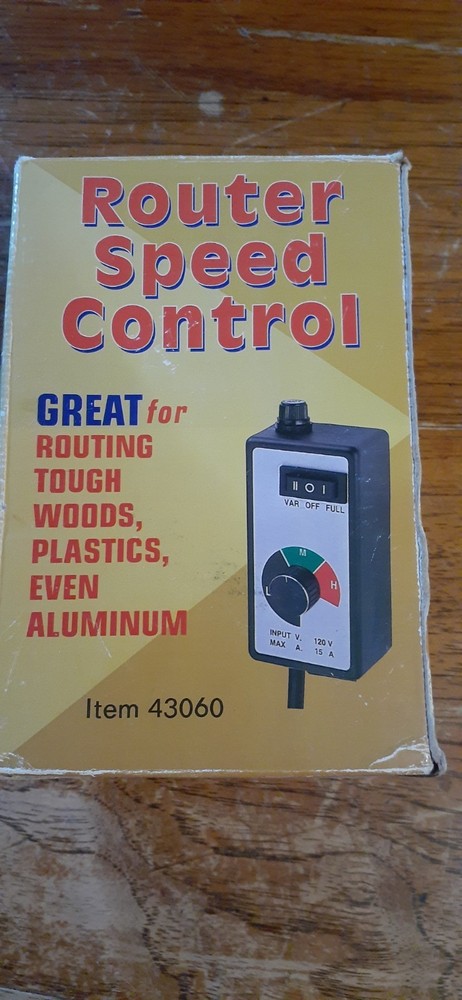 Router
Speed
Control
GREAT for
ROUTING
TOUGH
WOODS,
PLASTICS,
EVEN
ALUMINUM
II O I
VAR OFF FULL
M
L
H
INPUT V. 120 V
MAX A. 15 A
Item 43060